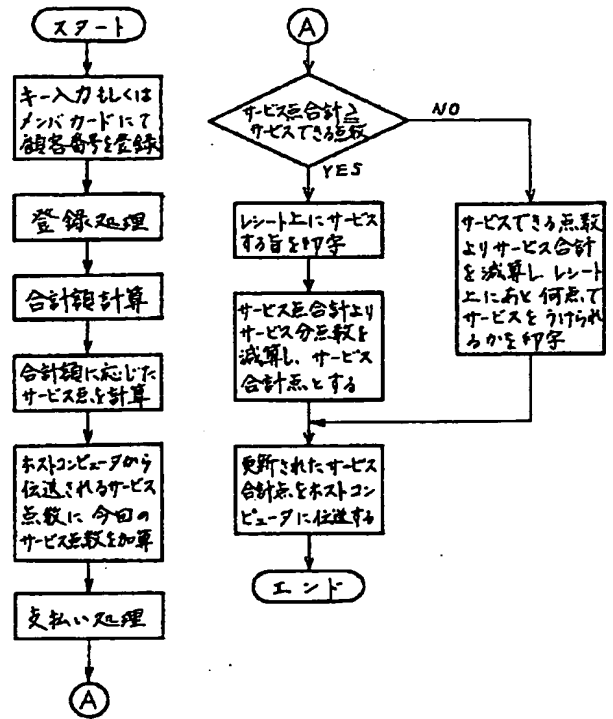 スタート
キー入力もしくは
メンバカードにて
顧客番号を登録
登録処理
合計額計算
合計額に応じた
サービス点を計算
ホストコンピュータから
伝送されるサービス
点数に今回の
サービス点数を加算
支払い処理
A
A
サービス点合計≧
サービスできる点数
NO
YES
レシート上にサービス
する旨を印字
サービス点合計より
サービス分点数を
減算し、サービス
合計点とする
サービスできる点数
よりサービス合計
を減算し レシート
上にあと何点で
サービスをうけられ
るかを印字
更新されたサービス
合計点をホストコン
ピュータに伝送する
エンド